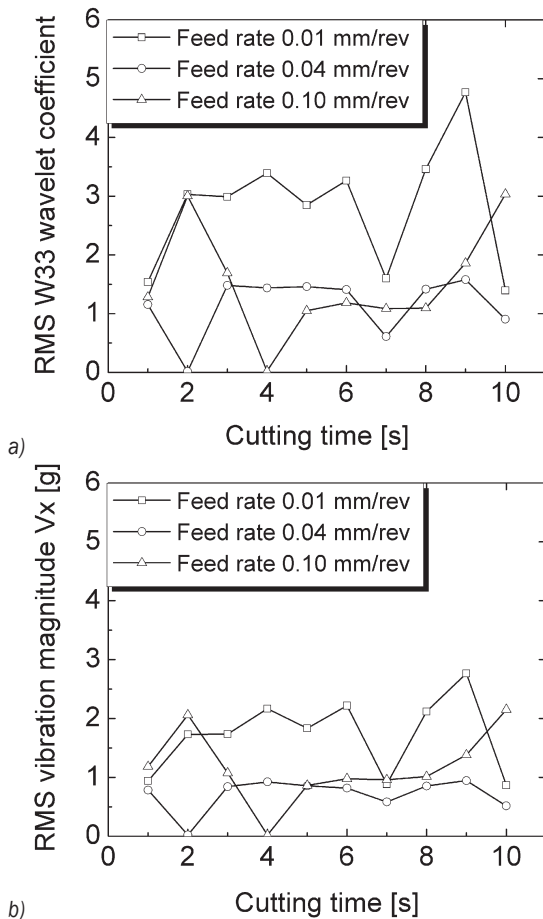 6
5
4
3
2
1
0
0 2 4 6 8 10
RMS W33 wavelet coefficient
Feed rate 0.01 mm/rev
Feed rate 0.04 mm/rev
Feed rate 0.10 mm/rev
Cutting time [s]
a)
6
5
4
3
2
1
0
0 2 4 6 8 10
RMS vibration magnitude Vx [g]
Feed rate 0.01 mm/rev
Feed rate 0.04 mm/rev
Feed rate 0.10 mm/rev
Cutting time [s]
b)